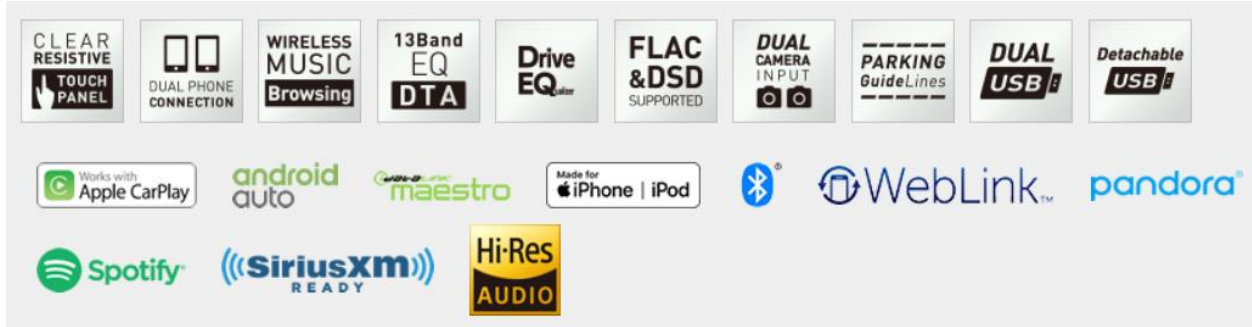 CLEAR
RESISTIVE
TOUCH
PANEL
DUAL PHONE
CONNECTION
WIRELESS
MUSIC
Browsing
13Band
EQ
DTA
Drive
EQualizer
FLAC
&DSD
SUPPORTED
DUAL
CAMERA
INPUT
PARKING
GuideLines
DUAL
USB
Detachable
USB
Works with
Apple CarPlay
android
auto
maestro
Made for
iPhone | iPod
®
WebLink™
pandora®
Spotify®
((SiriusXM))
READY
Hi-Res
AUDIO